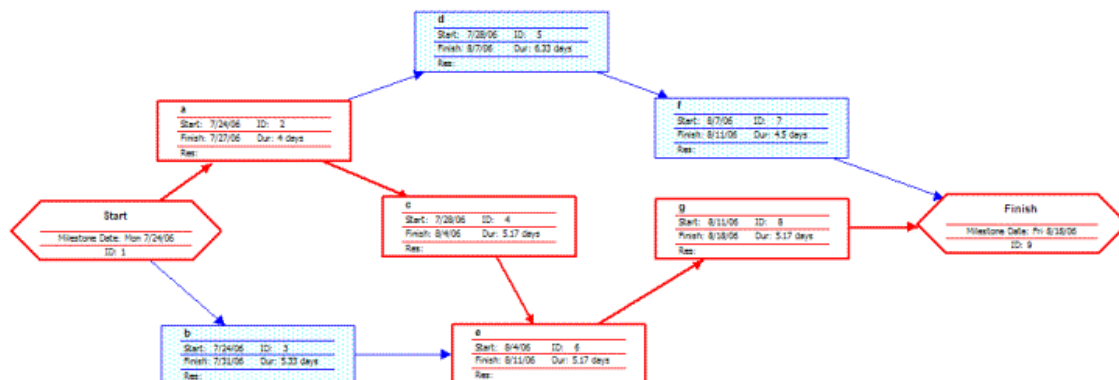 d
Start: 7/28/06 ID: 5
Finish: 8/7/06 Dur: 6.33 days
Res:
a
Start: 7/24/06 ID: 2
Finish: 7/27/06 Dur: 4 days
Res:
f
Start: 8/7/06 ID: 7
Finish: 8/11/06 Dur: 4.5 days
Res:
Start
Milestone Date: Mon 7/24/06
ID: 1
c
Start: 7/28/06 ID: 4
Finish: 8/4/06 Dur: 5.17 days
Res:
g
Start: 8/11/06 ID: 8
Finish: 8/18/06 Dur: 5.17 days
Res:
Finish
Milestone Date: Fri 8/18/06
ID: 9
b
Start: 7/24/06 ID: 3
Finish: 7/31/06 Dur: 5.33 days
Res:
e
Start: 8/4/06 ID: 6
Finish: 8/11/06 Dur: 5.17 days
Res: